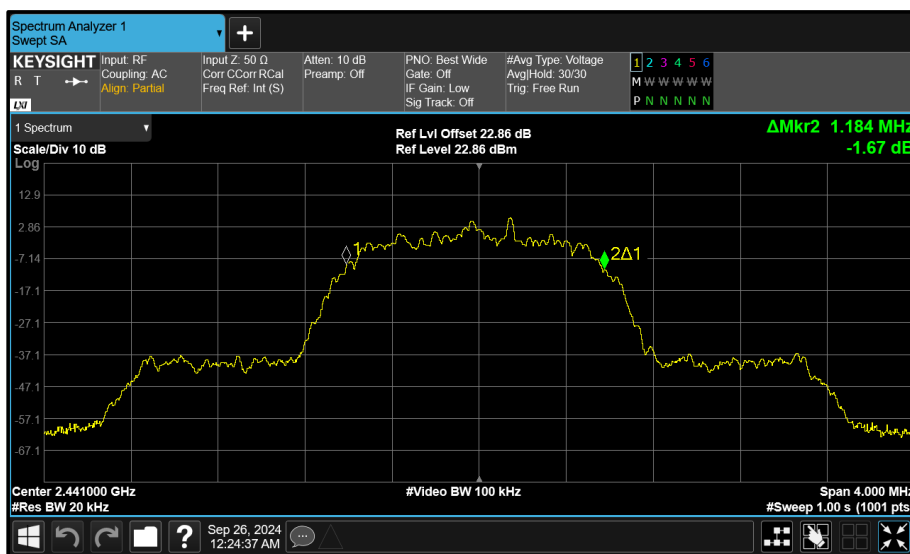 Spectrum Analyzer 1
Swept SA
+
KEYSIGHT
R T
LXI
Input: RF
Coupling: AC
Align: Partial
Input Z: 50 Ω
Corr CCorr RCal
Freq Ref: Int (S)
Atten: 10 dB
Preamp: Off
PNO: Best Wide
Gate: Off
IF Gain: Low
Sig Track: Off
#Avg Type: Voltage
Avg|Hold: 30/30
Trig: Free Run
1 2 3 4 5 6
M W W W W W
P N N N N N
1 Spectrum
Scale/Div 10 dB
Log
Ref Lvl Offset 22.86 dB
Ref Level 22.86 dBm
ΔMkr2 1.184 MHz
-1.67 dB
12.9
2.86
-7.14
-17.1
-27.1
-37.1
-47.1
-57.1
-67.1
1
2Δ1
Center 2.441000 GHz
#Res BW 20 kHz
#Video BW 100 kHz
Span 4.000 MHz
#Sweep 1.00 s (1001 pts
?
Sep 26, 2024
12:24:37 AM